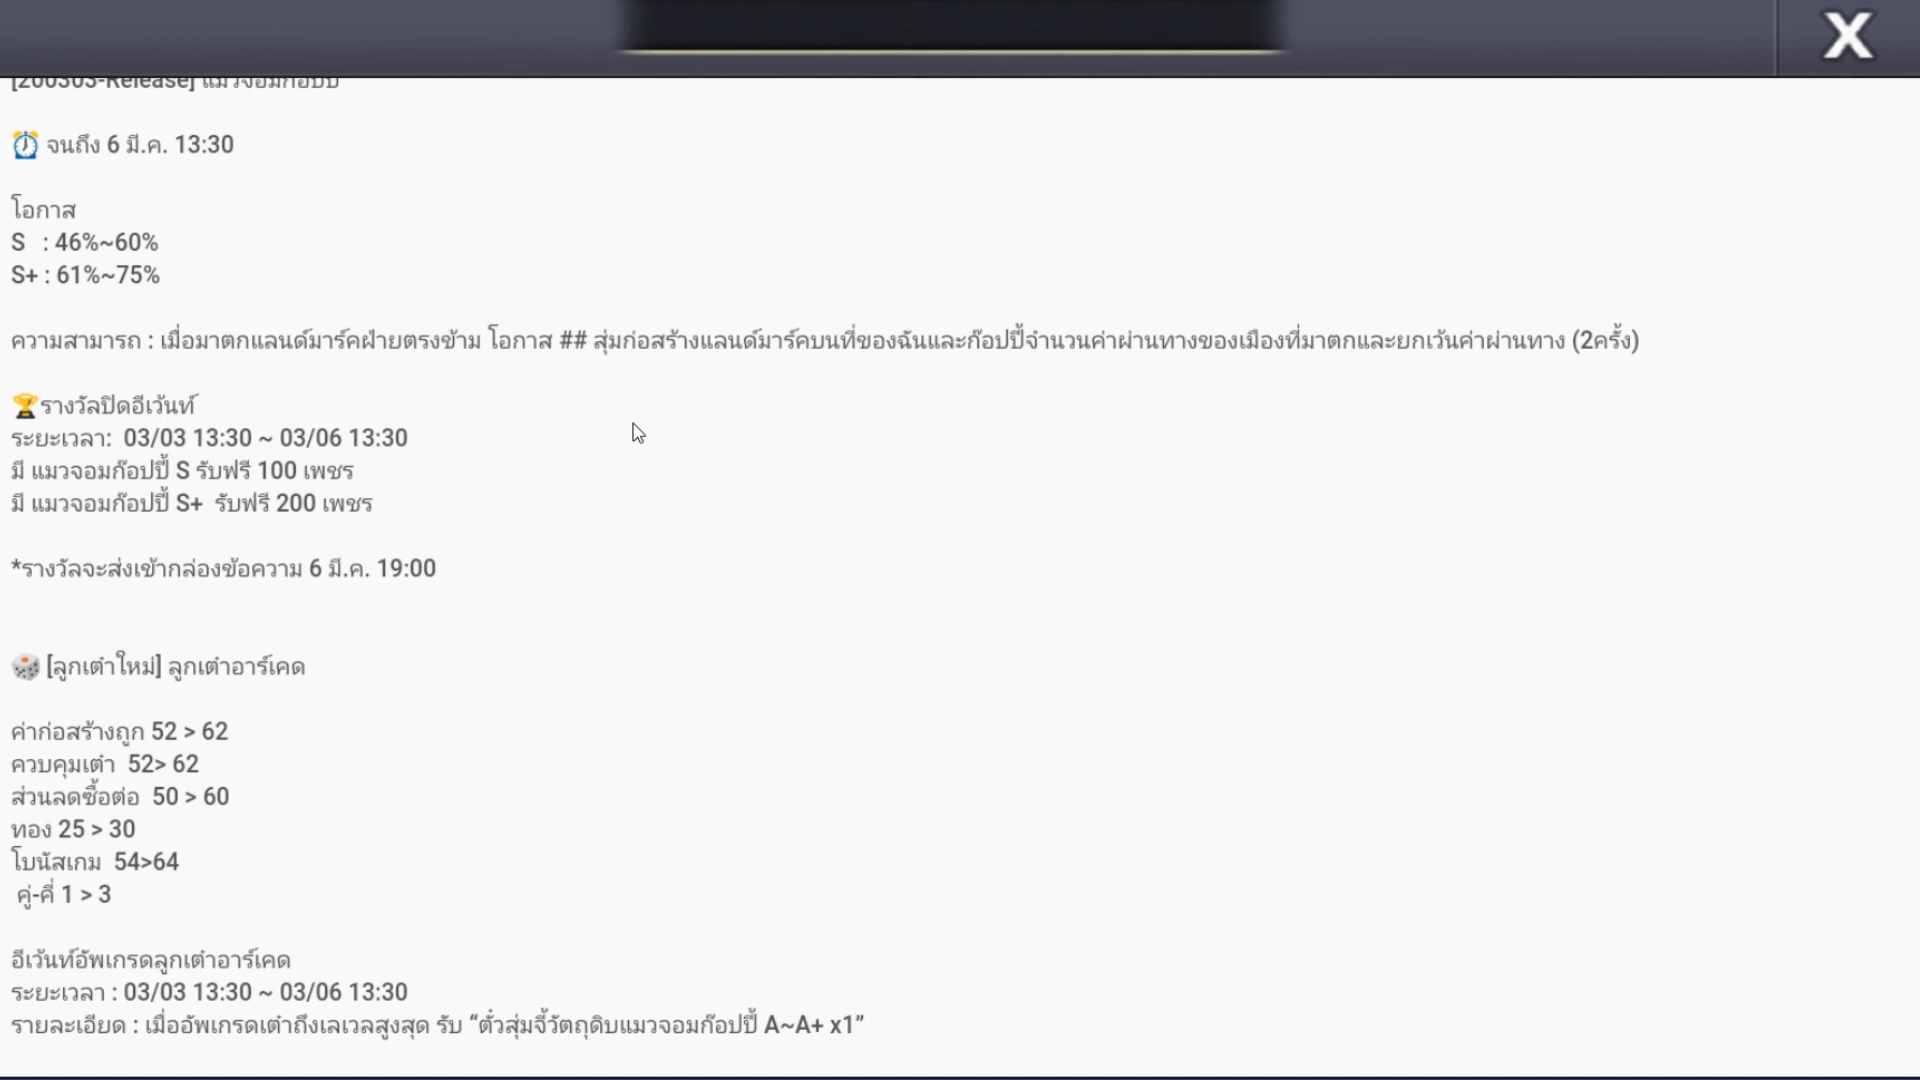 [200303-Release] แมวจอมก๊อปปี้
จนถึง 6 มี.ค. 13:30
โอกาส
S : 46%~60%
S+ : 61%~75%
ความสามารถ : เมื่อมาตกแลนด์มาร์คฝ่ายตรงข้าม โอกาส ## สุ่มก่อสร้างแลนด์มาร์คบนที่ของฉันและก๊อปปี้จำนวนค่าผ่านทางของเมืองที่มาตกและยกเว้นค่าผ่านทาง (2ครั้ง)
รางวัลปิดอีเว้นท์
ระยะเวลา: 03/03 13:30 ~ 03/06 13:30
มี แมวจอมก๊อปปี้ S รับฟรี 100 เพชร
มี แมวจอมก๊อปปี้ S+ รับฟรี 200 เพชร
*รางวัลจะส่งเข้ากล่องข้อความ 6 มี.ค. 19:00
[ลูกเต๋าใหม่] ลูกเต๋าอาร์เคด
ค่าก่อสร้างถูก 52 > 62
ควบคุมเต๋า 52> 62
ส่วนลดซื้อต่อ 50 > 60
ทอง 25 > 30
โบนัสเกม 54>64
คู่-คี่ 1 > 3
อีเว้นท์อัพเกรดลูกเต๋าอาร์เคด
ระยะเวลา : 03/03 13:30 ~ 03/06 13:30
รายละเอียด : เมื่ออัพเกรดเต๋าถึงเลเวลสูงสุด รับ “ตั๋วสุ่มจี้วัตถุดิบแมวจอมก๊อปปี้ A~A+ x1”